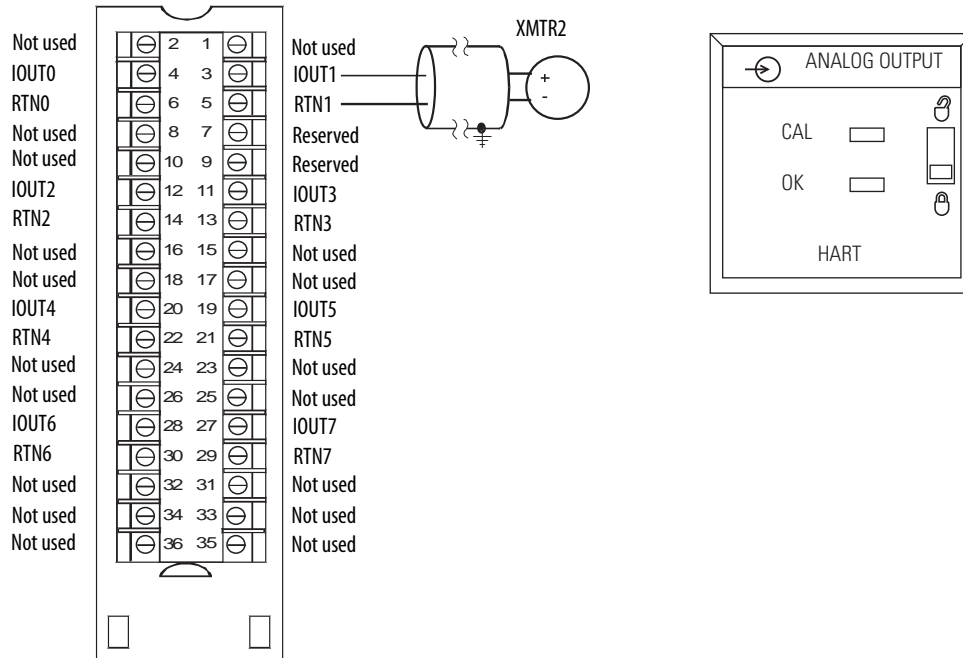 XMTR2
Not used 2 1 Not used
IOUT0 4 3 IOUT1
RTN0 6 5 RTN1
Not used 8 7 Reserved
Not used 10 9 Reserved
IOUT2 12 11 IOUT3
RTN2 14 13 RTN3
Not used 16 15 Not used
Not used 18 17 Not used
IOUT4 20 19 IOUT5
RTN4 22 21 RTN5
Not used 24 23 Not used
Not used 26 25 Not used
IOUT6 28 27 IOUT7
RTN6 30 29 RTN7
Not used 32 31 Not used
Not used 34 33 Not used
Not used 36 35 Not used
+
-
ANALOG OUTPUT
CAL
OK
HART